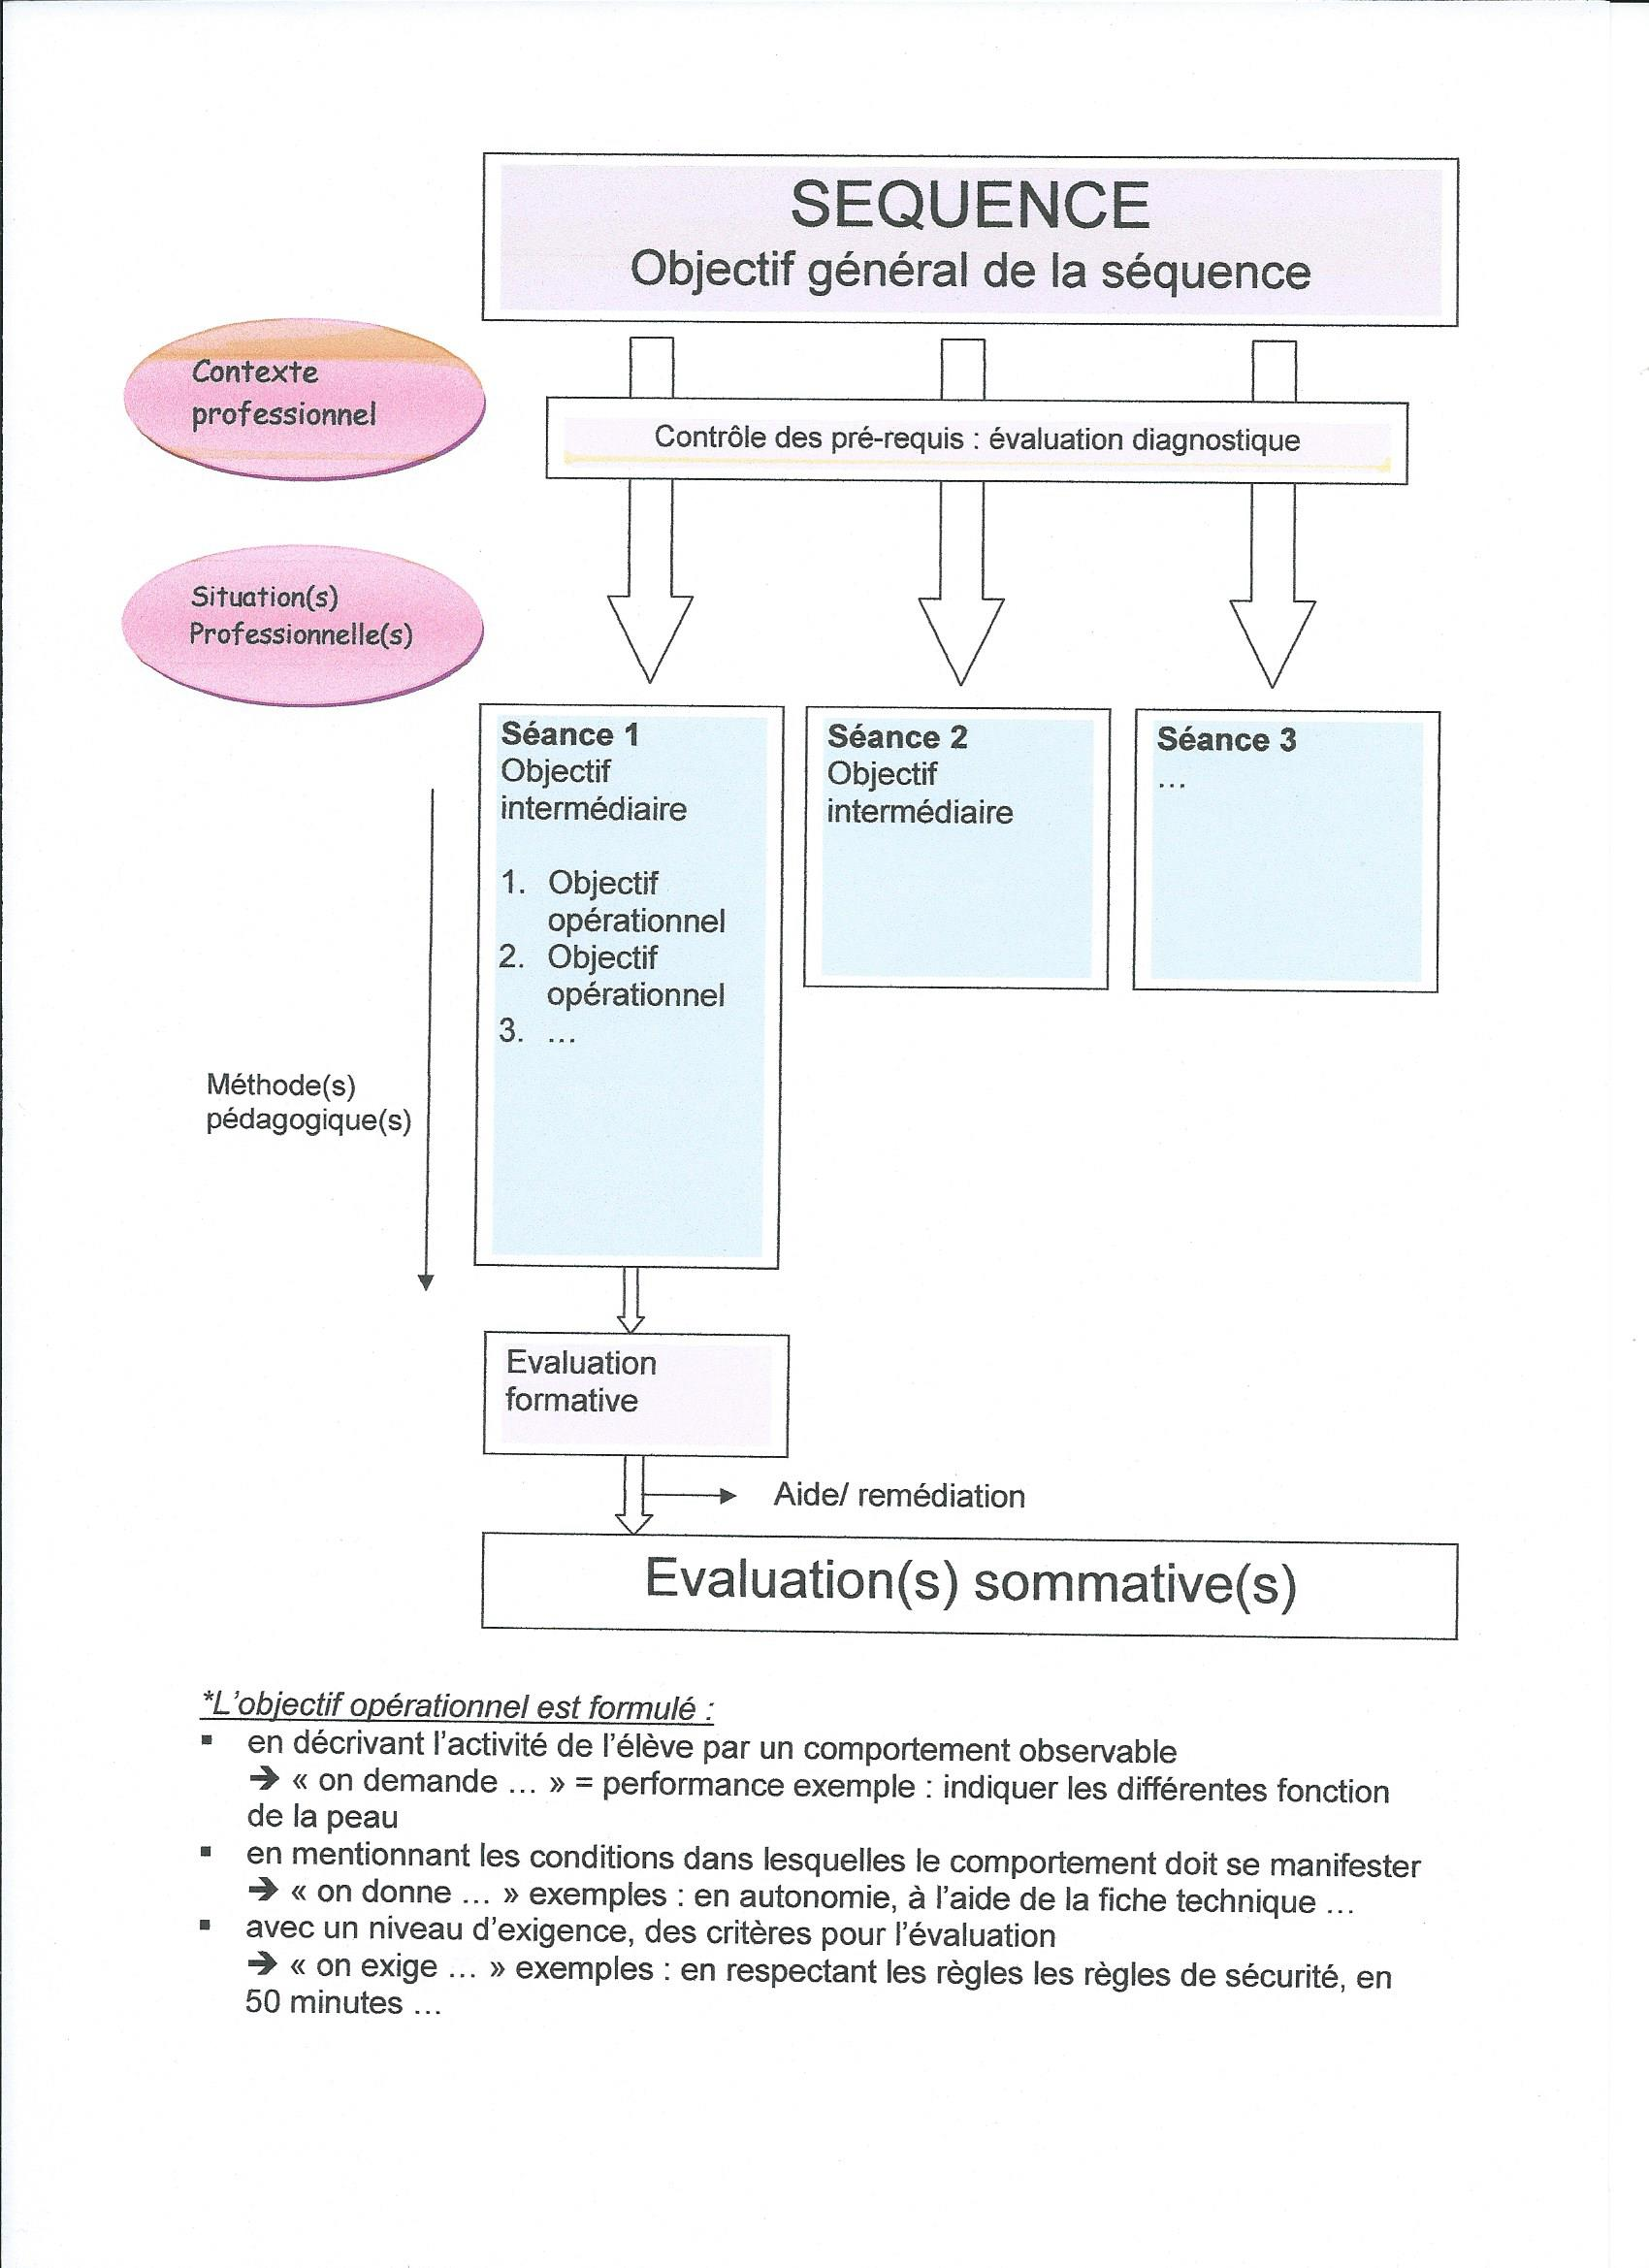 SEQUENCE
Objectif général de la séquence
Contexte
professionnel
Contrôle des pré-requis : évaluation diagnostique
Situation(s)
Professionnelle(s)
Séance 1
Objectif
intermédiaire
1. Objectif
opérationnel
2. Objectif
opérationnel
3. ...
Séance 2
Objectif
intermédiaire
Séance 3
...
Méthode(s)
pédagogique(s)
Evaluation
formative
Aide/ remédiation
Evaluation(s) sommative(s)
*L'objectif opérationnel est formulé :
▪ en décrivant l'activité de l'élève par un comportement observable
➔ « on demande ... » = performance exemple : indiquer les différentes fonction
de la peau
▪ en mentionnant les conditions dans lesquelles le comportement doit se manifester
➔ « on donne ... » exemples : en autonomie, à l'aide de la fiche technique ...
▪ avec un niveau d'exigence, des critères pour l'évaluation
➔ « on exige ... » exemples : en respectant les règles les règles de sécurité, en
50 minutes ...